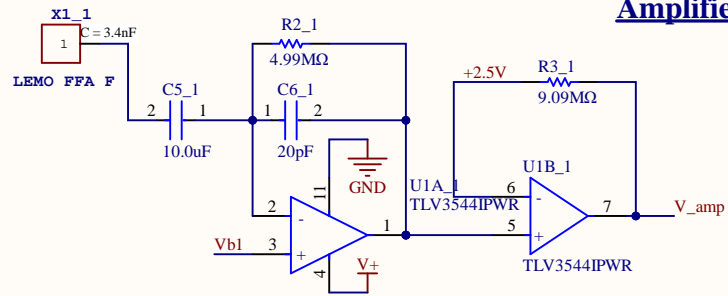 Amplifie
X1_1
1
C = 3.4nF
LEMO FFA F
R2_1
4.99MΩ
C5_1
2 1
10.0uF
C6_1
1 2
20pF
+2.5V
R3_1
9.09MΩ
11
GND
U1A_1
TLV3544IPWR
2
-
1
Vb1 3
+
4
V+
U1B_1
6
-
7
V_amp
5
+
TLV3544IPWR